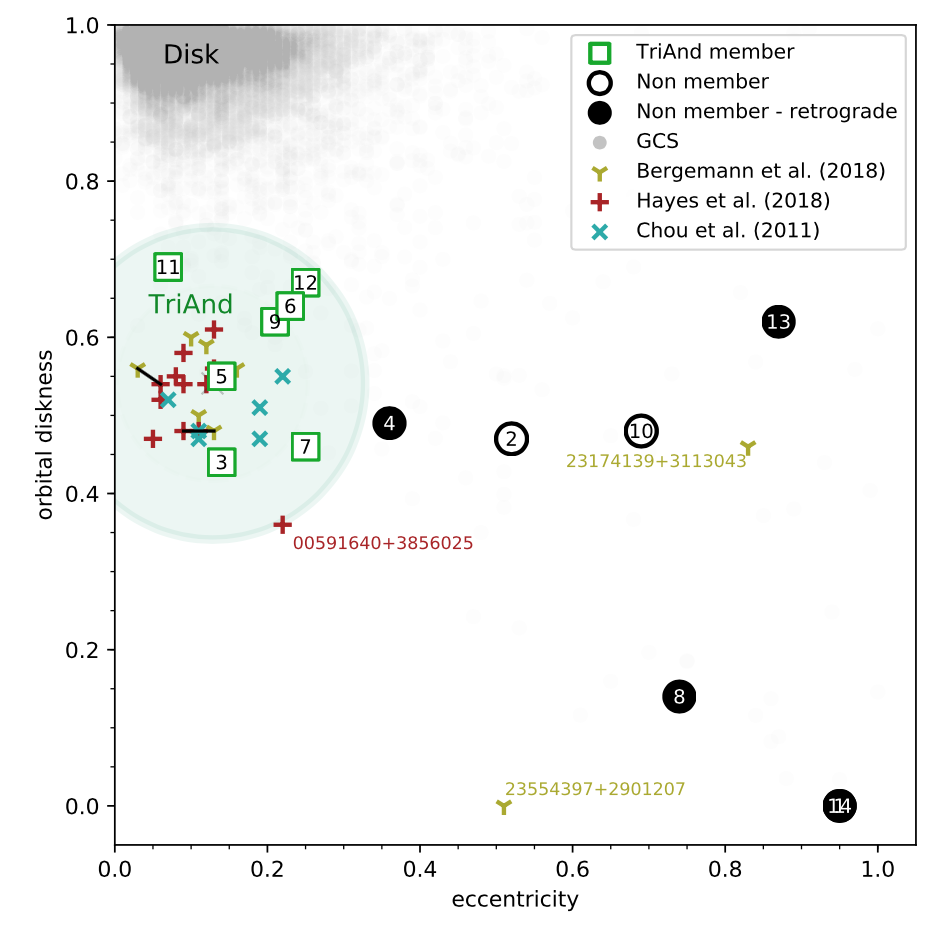 1.0
0.8
0.6
0.4
0.2
0.0
orbital diskness
0.0
0.2
0.4
0.6
0.8
1.0
eccentricity
Disk
TriAnd member
Non member
Non member - retrograde
GCS
Bergemann et al. (2018)
Hayes et al. (2018)
Chou et al. (2011)
11
12
TriAnd
6
9
13
5
4
2
10
23174139+3113043
3
7
00591640+3856025
8
23554397+2901207
14